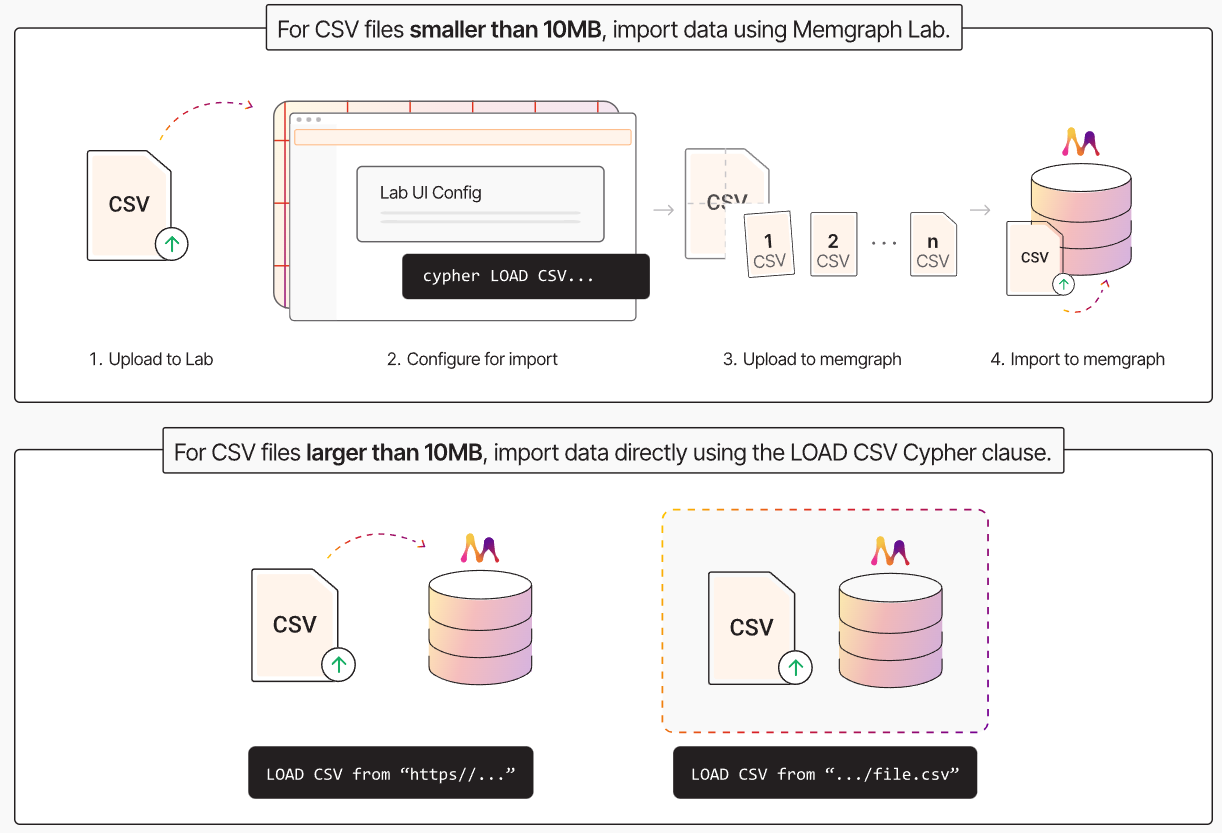 For CSV files smaller than 10MB, import data using Memgraph Lab.
CSV
Lab UI Config
cypher LOAD CSV...
CSV
1
CSV
2
CSV
...
n
CSV
CSV
1. Upload to Lab
2. Configure for import
3. Upload to memgraph
4. Import to memgraph
For CSV files larger than 10MB, import data directly using the LOAD CSV Cypher clause.
CSV
CSV
LOAD CSV from “https//...”
LOAD CSV from “.../file.csv”